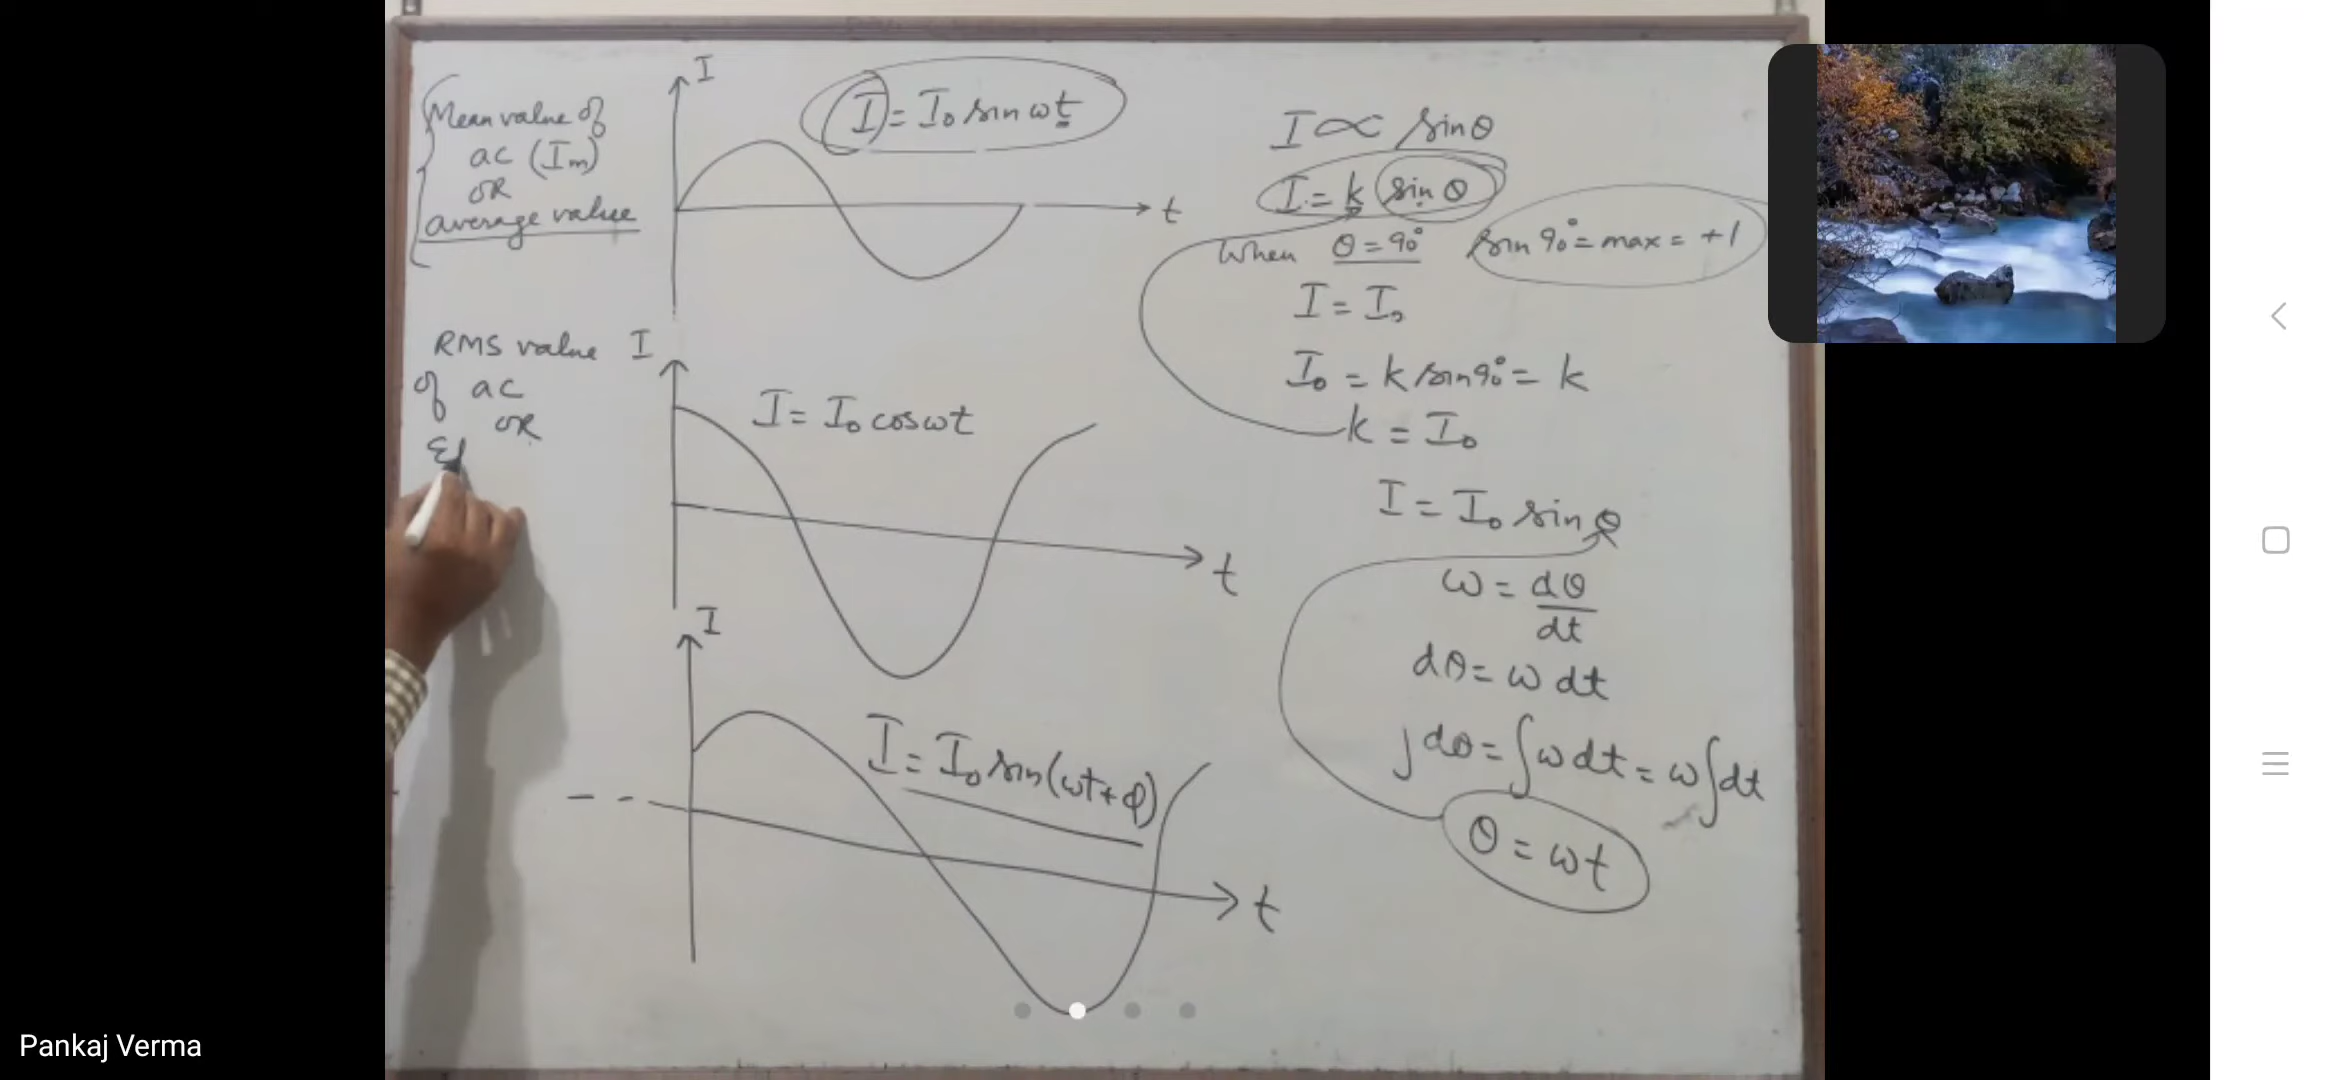 Mean value of
ac (Im)
OR
average value
I
I = I₀ sin ωt
t
RMS value
of ac
OR
Ef
I
I = I₀ cos ωt
t
I
I = I₀ sin(ωt+φ)
t
I ∝ sin θ
I = k sin θ
When θ = 90° sin 90° = max = +1
I = I₀
I₀ = k sin 90° = k
k = I₀
I = I₀ sin θ
ω = dθ/dt
dθ = ω dt
∫dθ = ∫ω dt = ω∫dt
θ = ωt
Pankaj Verma